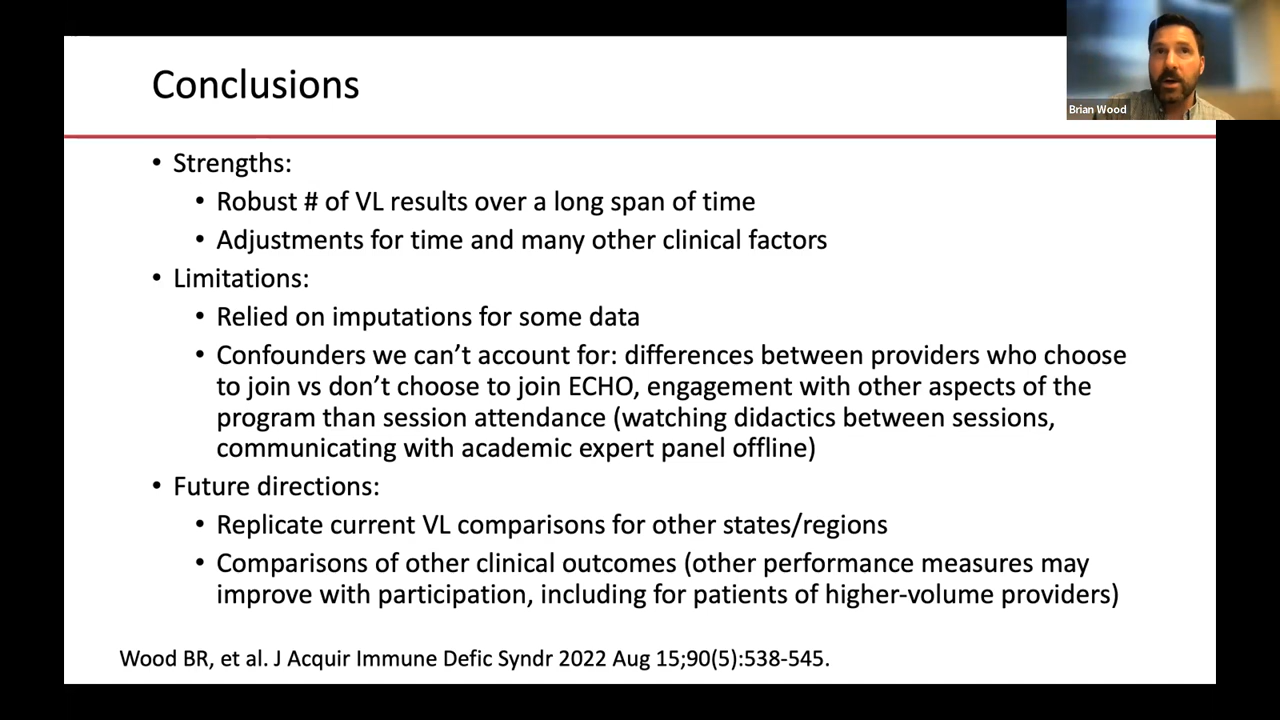 Conclusions
Brian Wood
• Strengths:
• Robust # of VL results over a long span of time
• Adjustments for time and many other clinical factors
• Limitations:
• Relied on imputations for some data
• Confounders we can’t account for: differences between providers who choose
to join vs don’t choose to join ECHO, engagement with other aspects of the
program than session attendance (watching didactics between sessions,
communicating with academic expert panel offline)
• Future directions:
• Replicate current VL comparisons for other states/regions
• Comparisons of other clinical outcomes (other performance measures may
improve with participation, including for patients of higher-volume providers)
Wood BR, et al. J Acquir Immune Defic Syndr 2022 Aug 15;90(5):538-545.